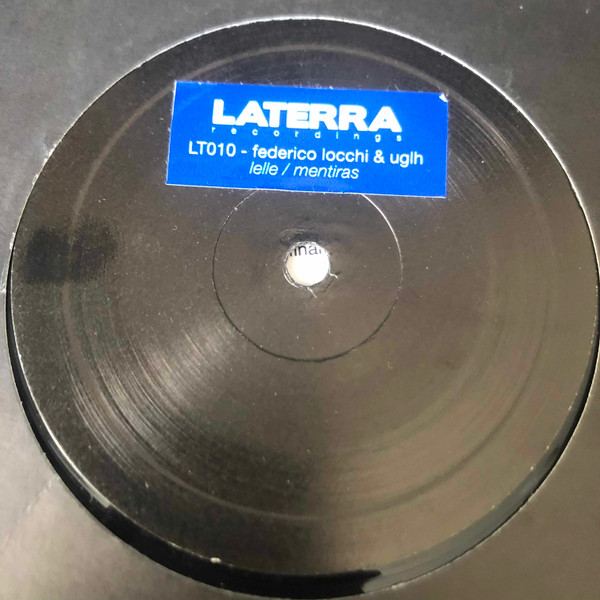 LATERRA
recordings
LT010 - federico locchi & uglh
lelle / mentiras